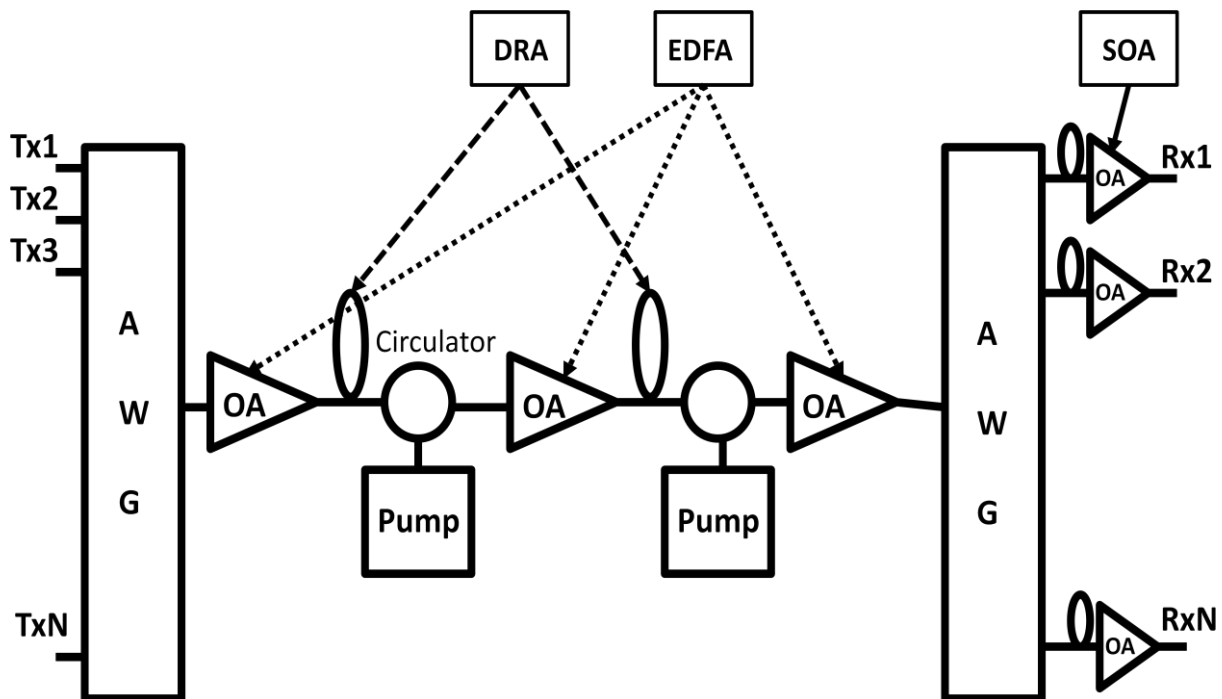 DRA
EDFA
SOA
Tx1
Tx2
Tx3
TxN
A
W
G
OA
Circulator
Pump
OA
Pump
OA
A
W
G
OA
Rx1
OA
Rx2
OA
RxN